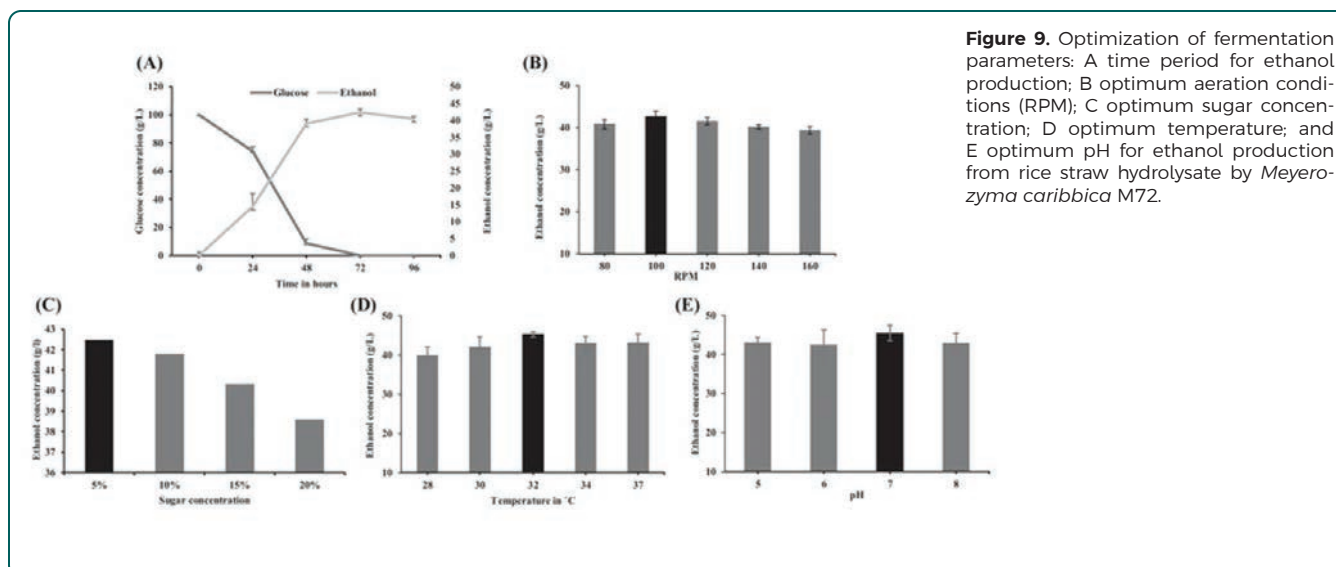 Figure 9. Optimization of fermentation
parameters: A time period for ethanol
production; B optimum aeration condi-
tions (RPM); C optimum sugar concen-
tration; D optimum temperature; and
E optimum pH for ethanol production
from rice straw hydrolysate by Meyero-
zyma caribbica M72.
(A)
Glucose Ethanol
Glucose concentration (g/L)
120
100
80
60
40
20
0
50
45
40
35
30
25
20
15
10
5
0
Ethanol concentration (g/L)
0 24 48 72 96
Time in hours
(B)
Ethanol concentration (g/L)
50
40
30
20
10
80 100 120 140 160
RPM
(C)
Ethanol concentration (g/l)
43
42
41
40
39
38
37
36
5% 10% 15% 20%
Sugar concentration
(D)
Ethanol concentration (g/L)
50
40
30
20
10
28 30 32 34 37
Temperature in ˚C
(E)
Ethanol concentration (g/L)
50
40
30
20
10
5 6 7 8
pH